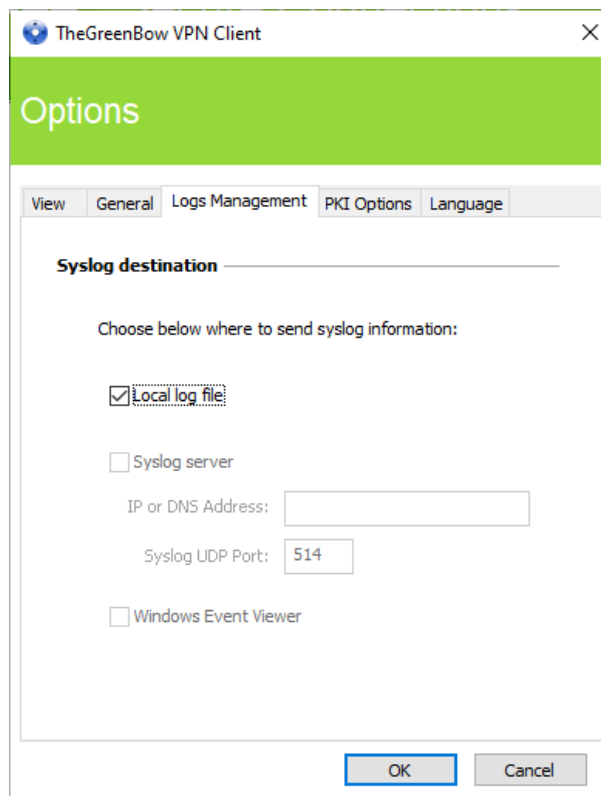 TheGreenBow VPN Client
Options
View General Logs Management PKI Options Language
Syslog destination
Choose below where to send syslog information:
Local log file
Syslog server
IP or DNS Address:
Syslog UDP Port: 514
Windows Event Viewer
OK Cancel